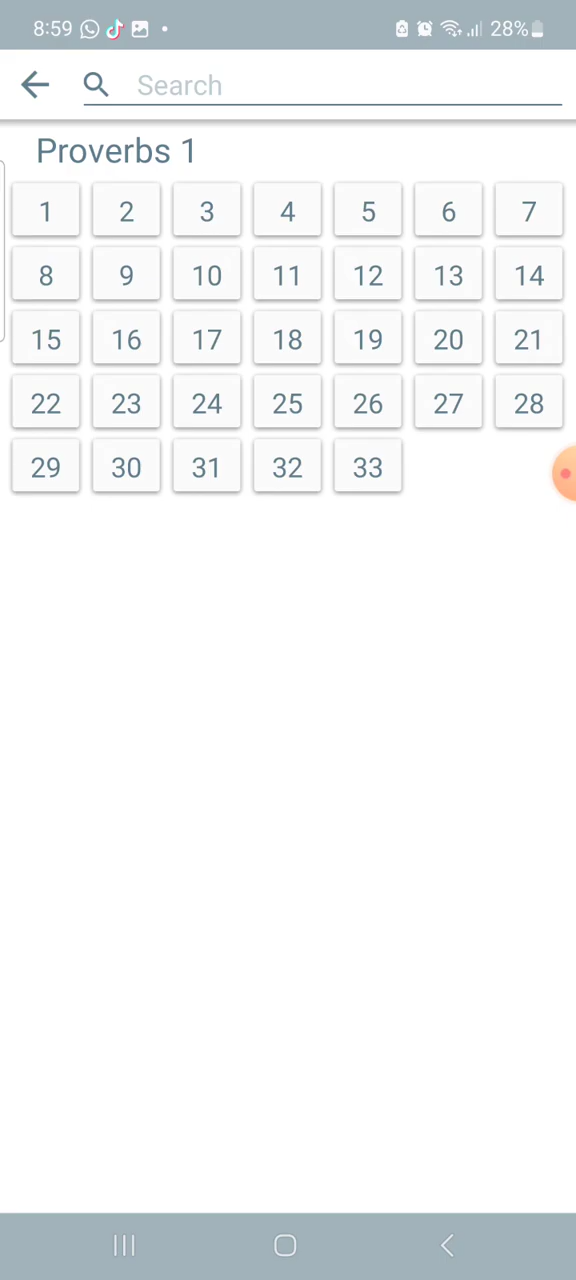 8:59 28%
Search
Proverbs 1
1 2 3 4 5 6 7
8 9 10 11 12 13 14
15 16 17 18 19 20 21
22 23 24 25 26 27 28
29 30 31 32 33